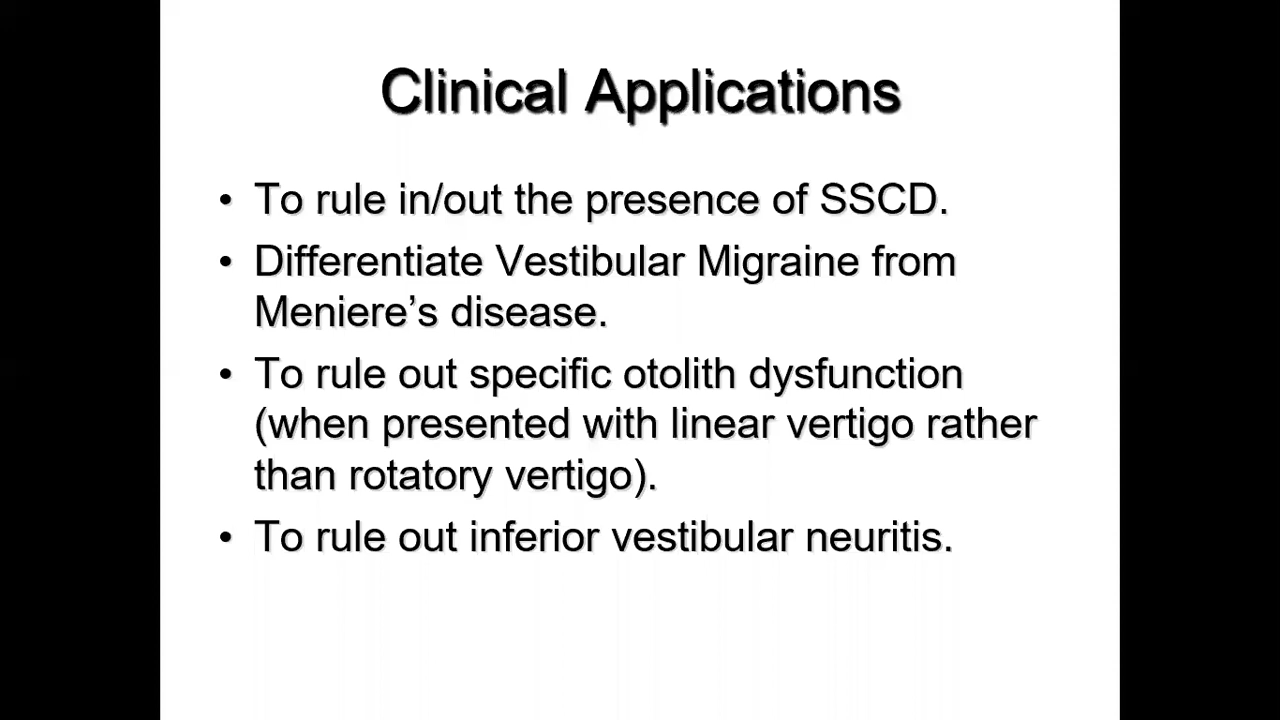 Clinical Applications
• To rule in/out the presence of SSCD.
• Differentiate Vestibular Migraine from
Meniere’s disease.
• To rule out specific otolith dysfunction
(when presented with linear vertigo rather
than rotatory vertigo).
• To rule out inferior vestibular neuritis.